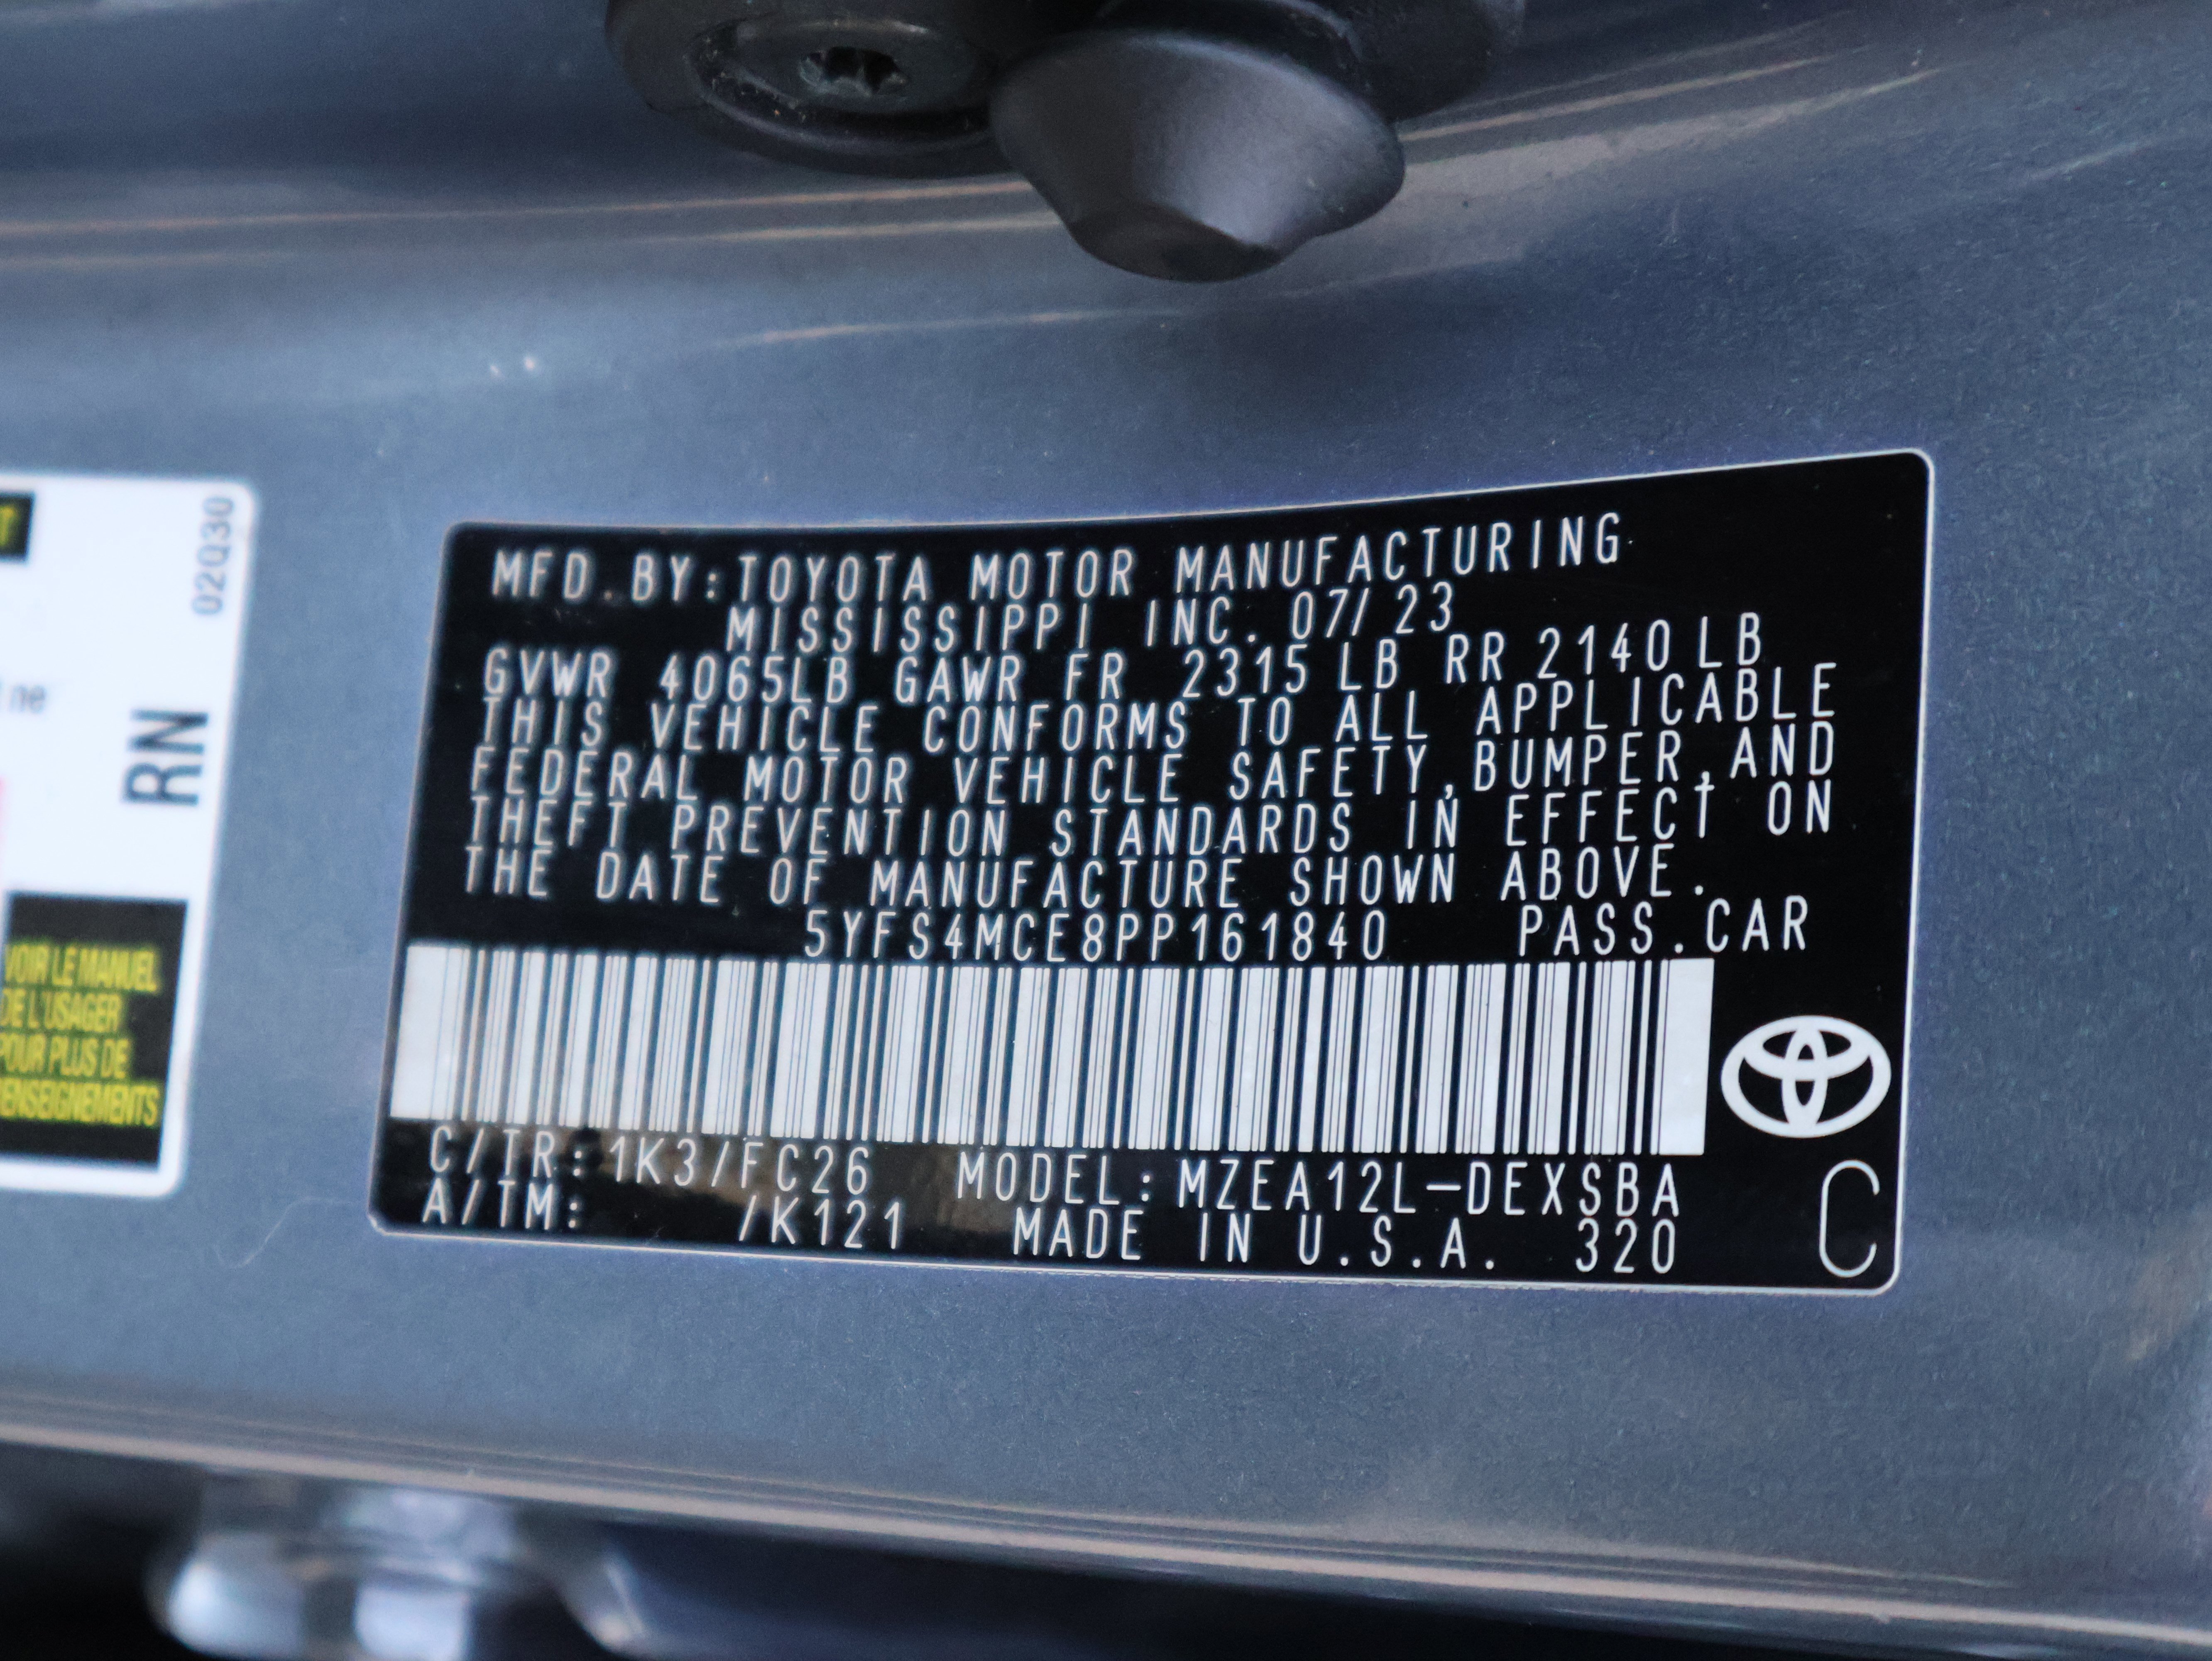 T
02Q30
ne
RN
VOIR LE MANUEL
DE L'USAGER
POUR PLUS DE
RENSEIGNEMENTS
MFD.BY:TOYOTA MOTOR MANUFACTURING
MISSISSIPPI INC. 07/23
GVWR 4065LB GAWR FR 2315LB RR 2140LB
THIS VEHICLE CONFORMS TO ALL APPLICABLE
FEDERAL MOTOR VEHICLE SAFETY,BUMPER,AND
THEFT PREVENTION STANDARDS IN EFFECT ON
THE DATE OF MANUFACTURE SHOWN ABOVE.
5YFS4MCE8PP161840 PASS.CAR
C/TR:1K3/FC26 MODEL:MZEA12L-DEXSBA
A/TM: /K121 MADE IN U.S.A. 320
C